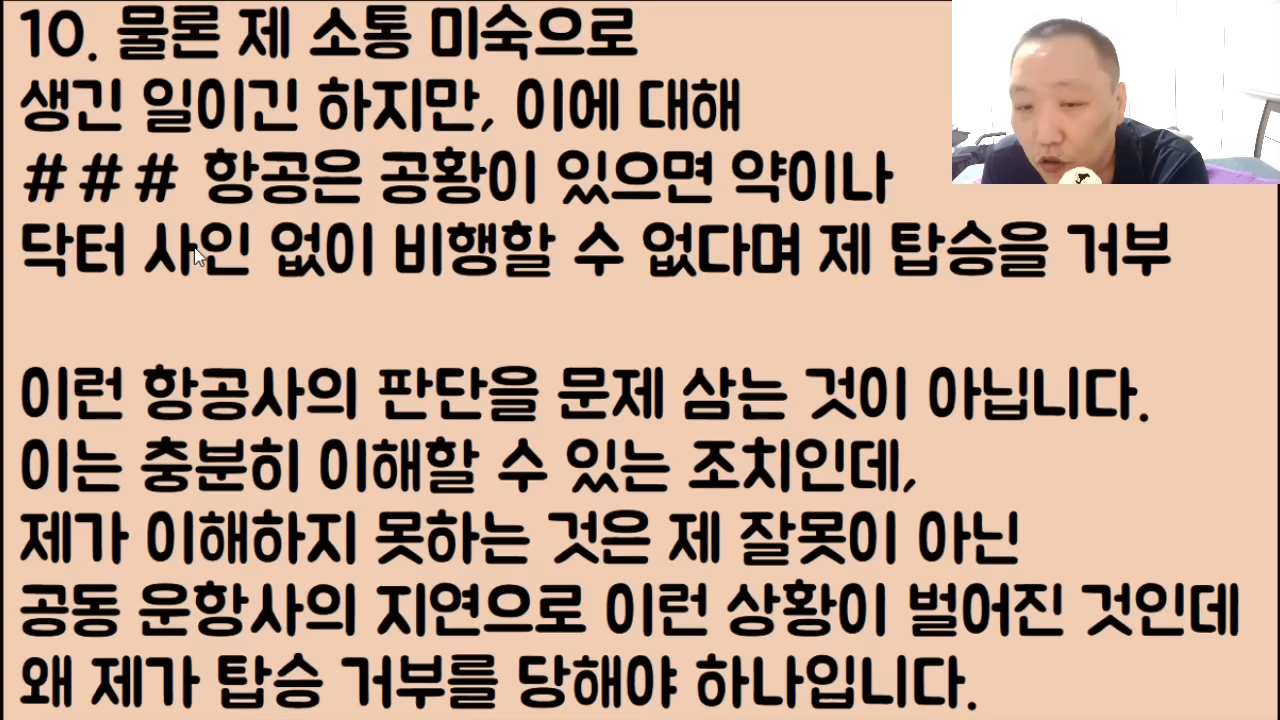 10. 물론 제 소통 미숙으로
생긴 일이긴 하지만, 이에 대해
### 항공은 공황이 있으면 약이나
닥터 사인 없이 비행할 수 없다며 제 탑승을 거부
이런 항공사의 판단을 문제 삼는 것이 아닙니다.
이는 충분히 이해할 수 있는 조치인데,
제가 이해하지 못하는 것은 제 잘못이 아닌
공동 운항사의 지연으로 이런 상황이 벌어진 것인데
왜 제가 탑승 거부를 당해야 하나입니다.